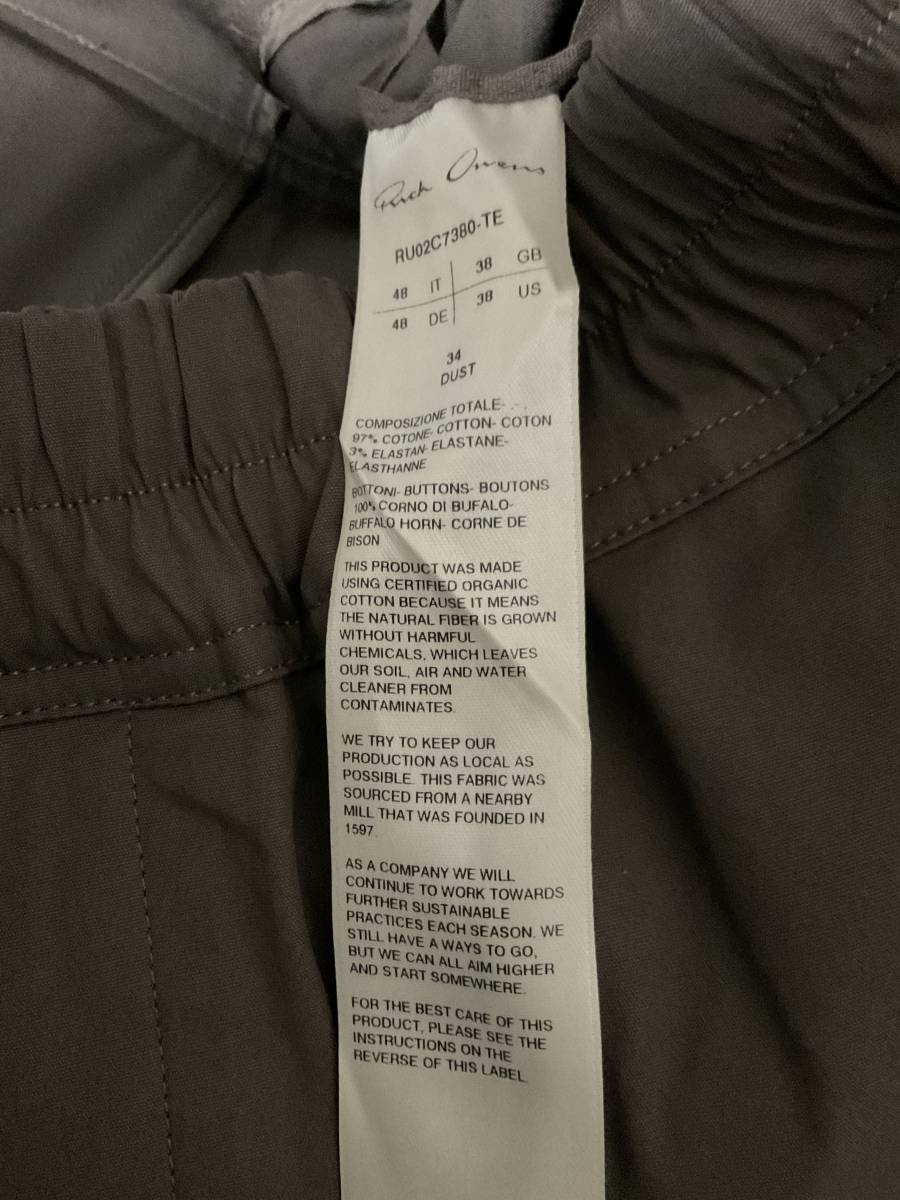 Rick Owens
RU02C7380-TE
48 IT 38 GB
48 DE 38 US
34
DUST
COMPOSIZIONE TOTALE-
97% COTONE- COTTON- COTON
3% ELASTAN- ELASTANE-
ELASTHANNE
BOTTONI- BUTTONS- BOUTONS
100% CORNO DI BUFALO-
BUFFALO HORN- CORNE DE
BISON
THIS PRODUCT WAS MADE
USING CERTIFIED ORGANIC
COTTON BECAUSE IT MEANS
THE NATURAL FIBER IS GROWN
WITHOUT HARMFUL
CHEMICALS, WHICH LEAVES
OUR SOIL, AIR AND WATER
CLEANER FROM
CONTAMINATES.
WE TRY TO KEEP OUR
PRODUCTION AS LOCAL AS
POSSIBLE. THIS FABRIC WAS
SOURCED FROM A NEARBY
MILL THAT WAS FOUNDED IN
1597.
AS A COMPANY WE WILL
CONTINUE TO WORK TOWARDS
FURTHER SUSTAINABLE
PRACTICES EACH SEASON. WE
STILL HAVE A WAYS TO GO,
BUT WE CAN ALL AIM HIGHER
AND START SOMEWHERE.
FOR THE BEST CARE OF THIS
PRODUCT, PLEASE SEE THE
INSTRUCTIONS ON THE
REVERSE OF THIS LABEL.